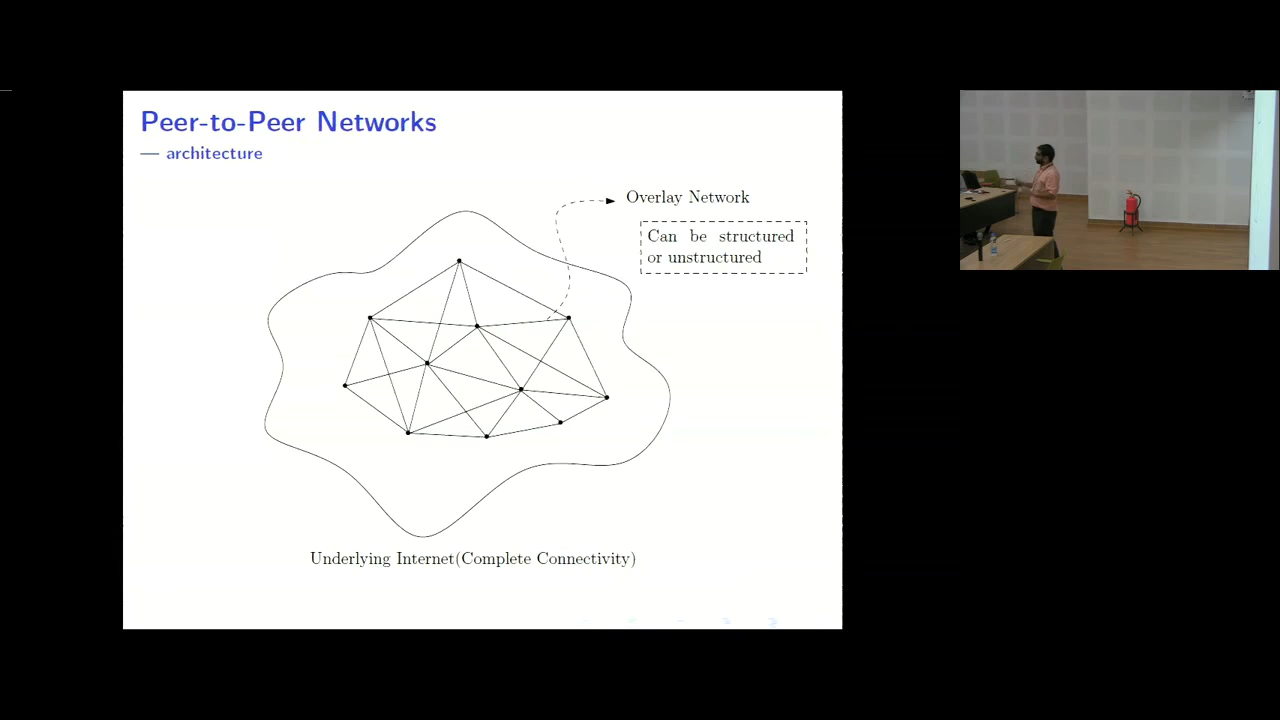 Peer-to-Peer Networks
— architecture
Overlay Network
Can be structured
or unstructured
Underlying Internet(Complete Connectivity)